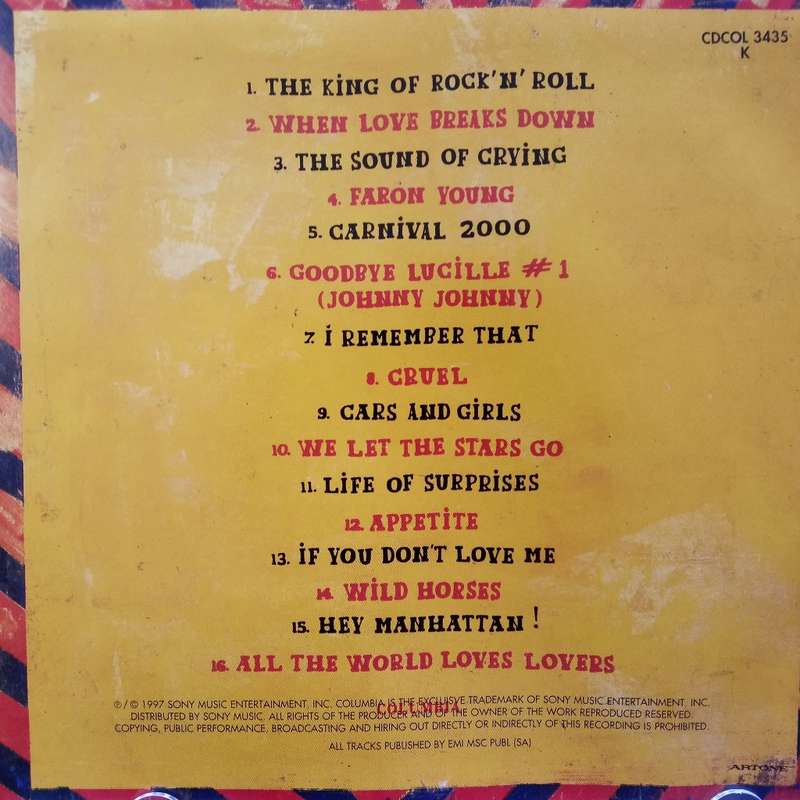 CDCOL 3435
K
1. THE KiNG OF ROCK'N' ROLL
2. WHEN LOVE BREAKS DOWN
3. THE SOUND OF CRYiNG
4. FARON YOUNG
5. CARNiVAL 2000
6. GOODBYE LUCiLLE #1
(JOHNNY JOHNNY)
7. i REMEMBER THAT
8. CRUEL
9. CARS AND GiRLS
10. WE LET THE STARS GO
11. LiFE OF SURPRiSES
12. APPETiTE
13. iF YOU DON'T LOVE ME
14. WiLD HORSES
15. HEY MANHATTAN !
16. ALL THE WORLD LOVES LOVERS
℗/© 1997 SONY MUSIC ENTERTAINMENT, INC. COLUMBIA IS THE EXCLUSIVE TRADEMARK OF SONY MUSIC ENTERTAINMENT, INC.
COLUMBIA
DISTRIBUTED BY SONY MUSIC. ALL RIGHTS OF THE PRODUCER AND OF THE OWNER OF THE WORK REPRODUCED RESERVED.
COPYING, PUBLIC PERFORMANCE, BROADCASTING AND HIRING OUT DIRECTLY OR INDIRECTLY OF THIS RECORDING IS PROHIBITED.
ALL TRACKS PUBLISHED BY EMI MSC PUBL (SA)
ARTONE